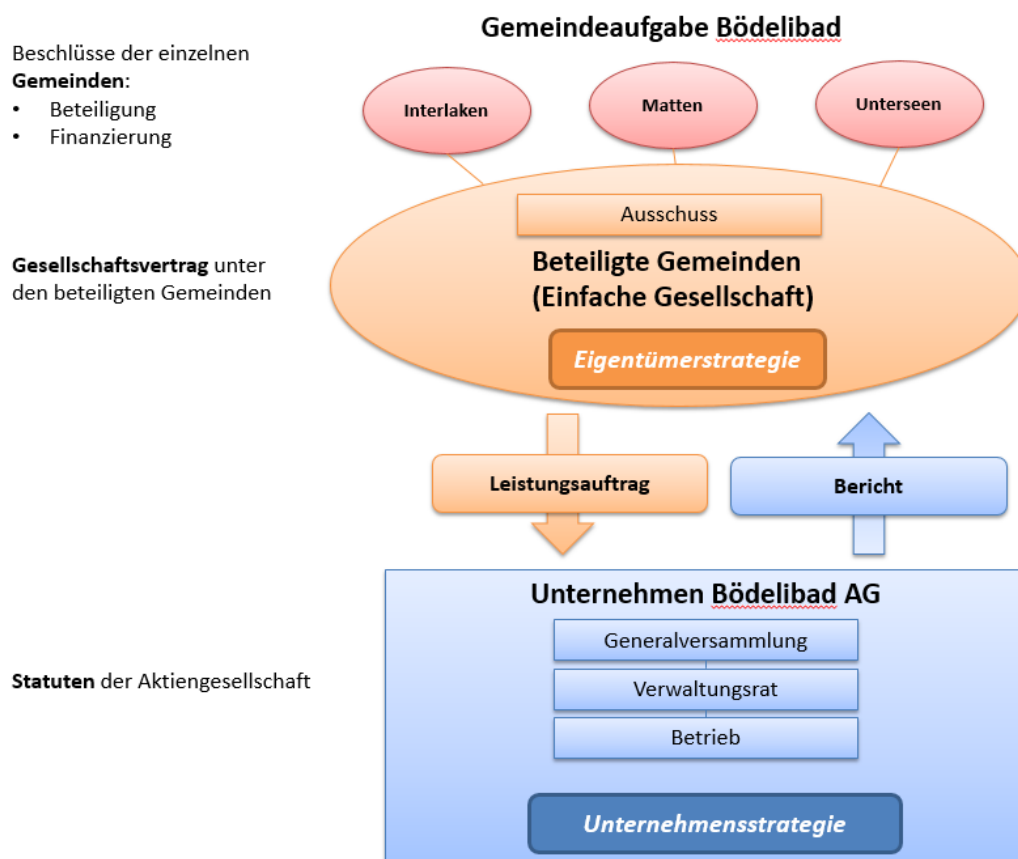 Gemeindeaufgabe Bödelibad
Beschlüsse der einzelnen
Gemeinden:
• Beteiligung
• Finanzierung
Interlaken
Matten
Unterseen
Ausschuss
Gesellschaftsvertrag unter
den beteiligten Gemeinden
Beteiligte Gemeinden
(Einfache Gesellschaft)
Eigentümerstrategie
Leistungsauftrag
Bericht
Unternehmen Bödelibad AG
Generalversammlung
Statuten der Aktiengesellschaft
Verwaltungsrat
Betrieb
Unternehmensstrategie